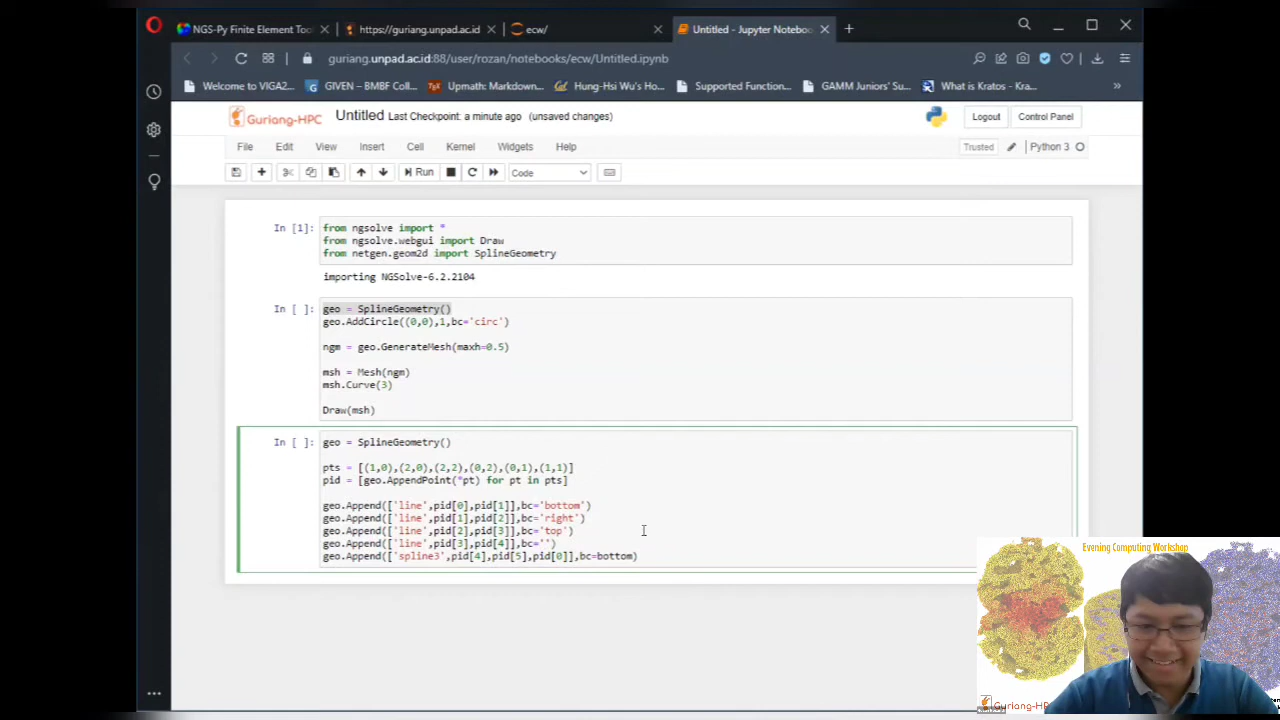 NGS-Py Finite Element Too
https://guriang.unpad.ac.id
ecw/
Untitled - Jupyter Noteboo
guriang.unpad.ac.id:88/user/rozan/notebooks/ecw/Untitled.ipynb
Welcome to VIGA2...
GIVEN – BMBF Coll...
Upmath: Markdown...
Hung-Hsi Wu's Ho...
Supported Function...
GAMM Juniors' Su...
What is Kratos - Kra...
»
Guriang-HPC
Untitled Last Checkpoint: a minute ago (unsaved changes)
Logout
Control Panel
File Edit View Insert Cell Kernel Widgets Help
Trusted
Python 3
Run
Code
In [1]:
from ngsolve import *
from ngsolve.webgui import Draw
from netgen.geom2d import SplineGeometry
importing NGSolve-6.2.2104
In [ ]:
geo = SplineGeometry()
geo.AddCircle((0,0),1,bc='circ')
ngm = geo.GenerateMesh(maxh=0.5)
msh = Mesh(ngm)
msh.Curve(3)
Draw(msh)
In [ ]:
geo = SplineGeometry()
pts = [(1,0),(2,0),(2,2),(0,2),(0,1),(1,1)]
pid = [geo.AppendPoint(*pt) for pt in pts]
geo.Append(['line',pid[0],pid[1]],bc='bottom')
geo.Append(['line',pid[1],pid[2]],bc='right')
geo.Append(['line',pid[2],pid[3]],bc='top')
geo.Append(['line',pid[3],pid[4]],bc='')
geo.Append(['spline3',pid[4],pid[5],pid[0]],bc=bottom)
Evening Computing Workshop
Guriang-HP